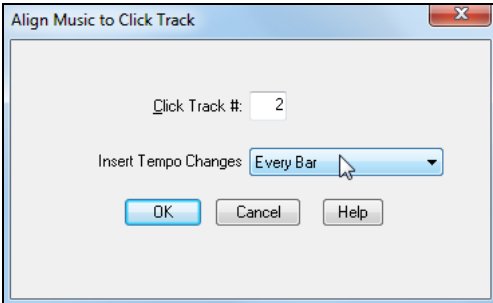 Align Music to Click Track
Click Track #: 2
Insert Tempo Changes Every Bar
OK Cancel Help